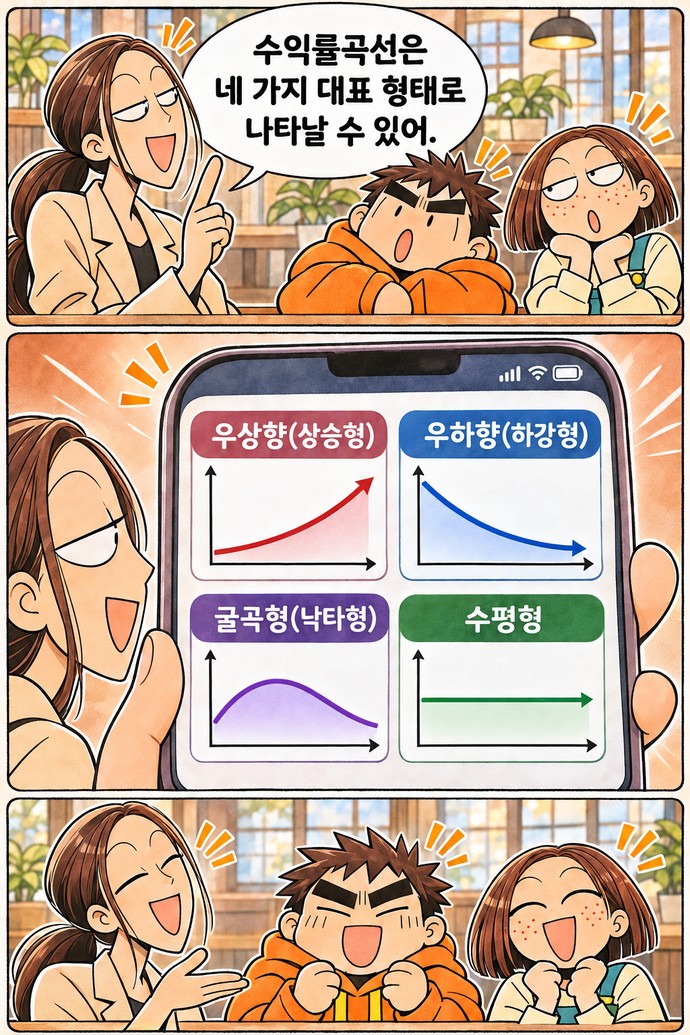 수익률곡선은
네 가지 대표 형태로
나타날 수 있어.
우상향(상승형)
우하향(하강형)
굴곡형(낙타형)
수평형